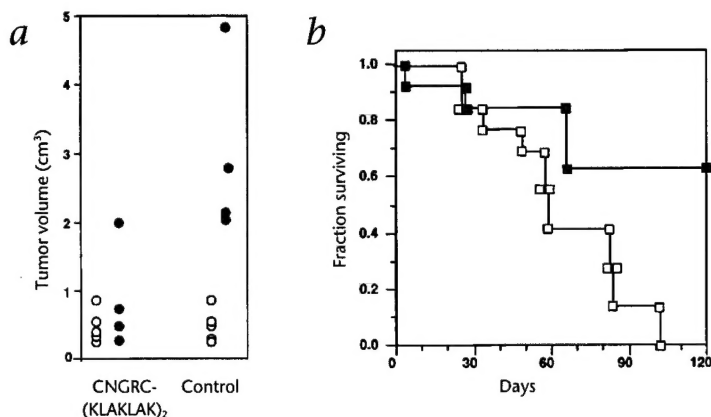 a
b
Tumor volume (cm³)
5
4
3
2
1
0
CNGRC-
(KLAKLAK)₂
Control
Fraction surviving
1.0
0.8
0.6
0.4
0.2
0.0
0
30
60
90
120
Days